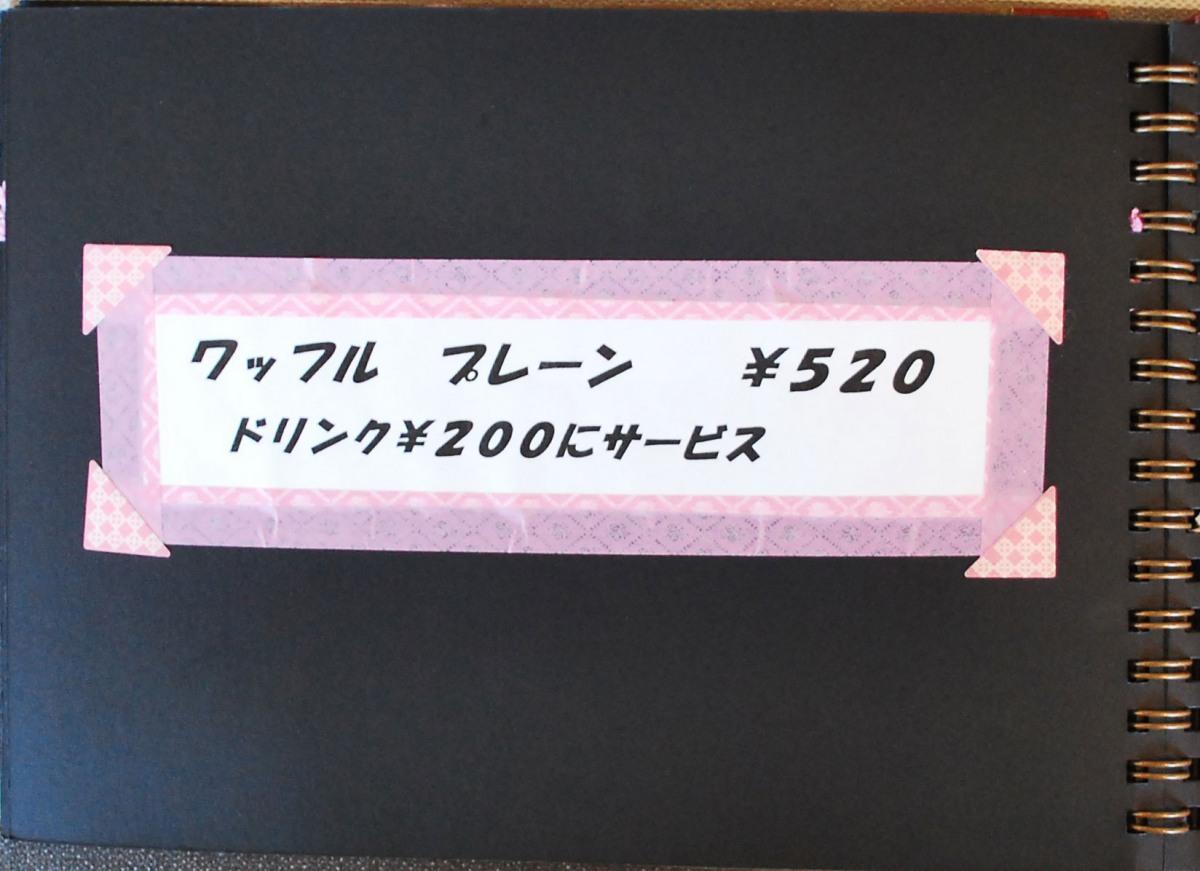 ワッフル　プレーン　　￥５２０
ドリンク￥２００にサービス